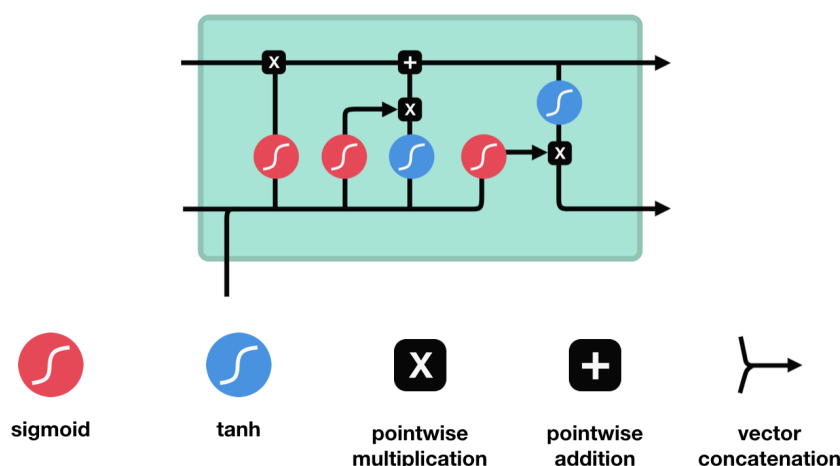 X
+
X
X
X
+
sigmoid
tanh
pointwise
multiplication
pointwise
addition
vector
concatenation